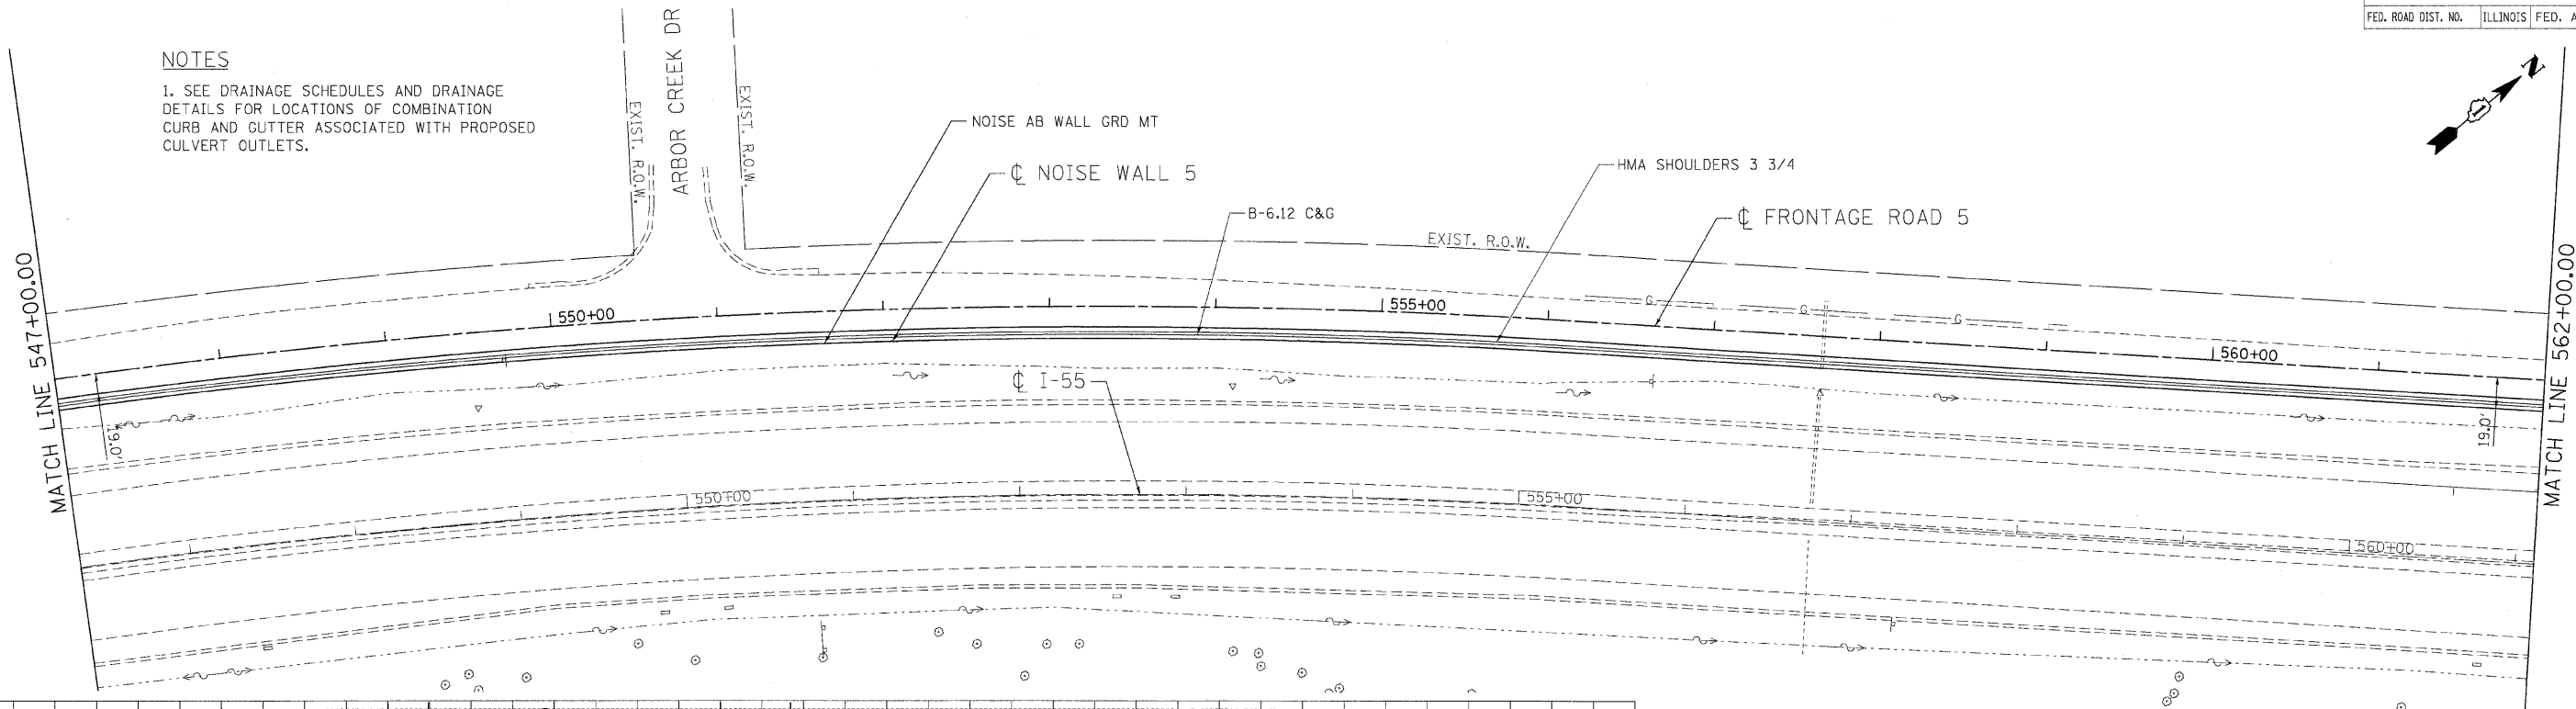 FED. ROAD DIST. NO. ILLINOIS FED.
NOTES
1. SEE DRAINAGE SCHEDULES AND DRAINAGE
DETAILS FOR LOCATIONS OF COMBINATION
CURB AND GUTTER ASSOCIATED WITH PROPOSED
CULVERT OUTLETS.
EXIST. R.O.W.
ARBOR CREEK DR
EXIST. R.O.W.
N
NOISE AB WALL GRD MT
℄ NOISE WALL 5
B-6.12 C&G
HMA SHOULDERS 3 3/4
℄ FRONTAGE ROAD 5
EXIST. R.O.W.
MATCH LINE 547+00.00
MATCH LINE 562+00.00
550+00
555+00
560+00
G
G
G
℄ I-55
19.0'
19.0'
550+00
555+00
560+00